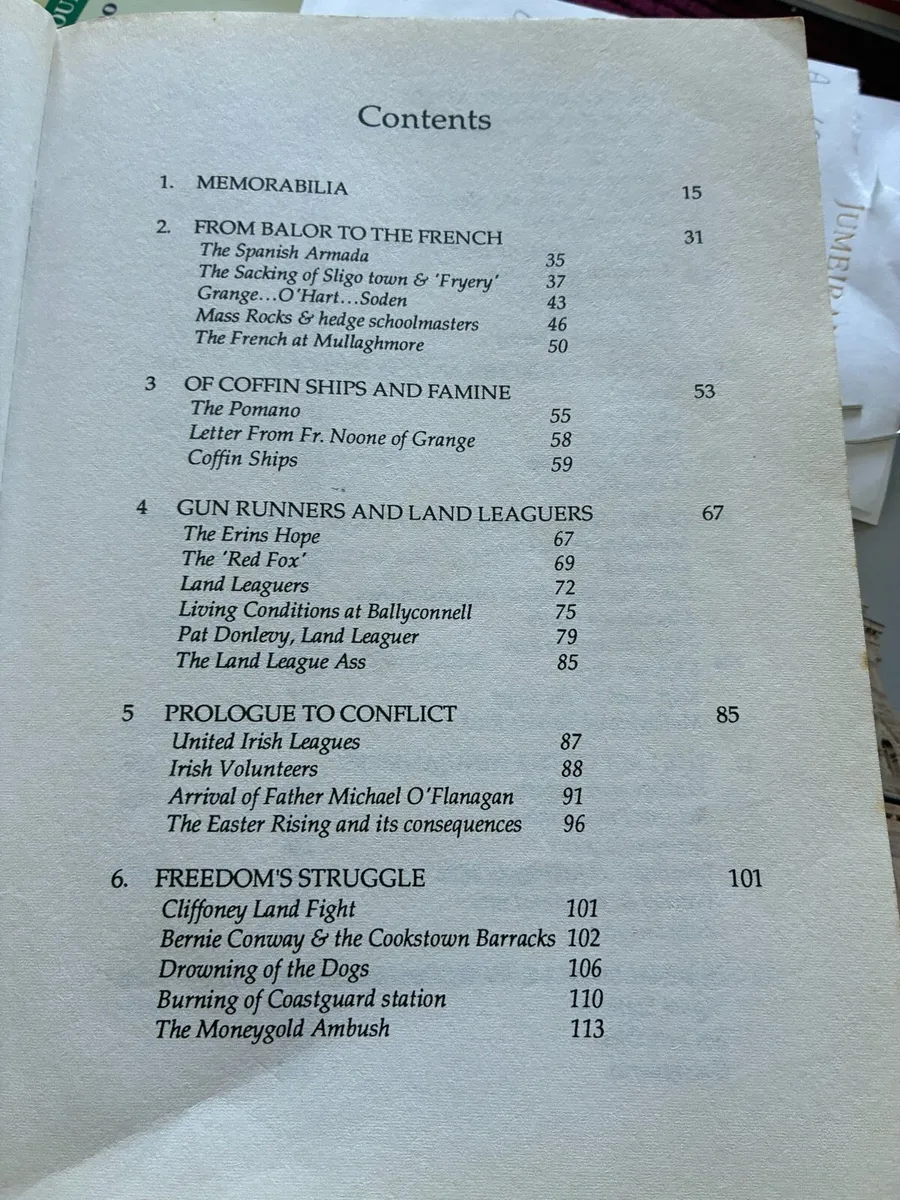 Contents
1. MEMORABILIA 15
2. FROM BALOR TO THE FRENCH 31
The Spanish Armada 35
The Sacking of Sligo town & 'Fryery' 37
Grange...O'Hart...Soden 43
Mass Rocks & hedge schoolmasters 46
The French at Mullaghmore 50
3 OF COFFIN SHIPS AND FAMINE 53
The Pomano 55
Letter From Fr. Noone of Grange 58
Coffin Ships 59
4 GUN RUNNERS AND LAND LEAGUERS 67
The Erins Hope 67
The 'Red Fox' 69
Land Leaguers 72
Living Conditions at Ballyconnell 75
Pat Donlevy, Land Leaguer 79
The Land League Ass 85
5 PROLOGUE TO CONFLICT 85
United Irish Leagues 87
Irish Volunteers 88
Arrival of Father Michael O'Flanagan 91
The Easter Rising and its consequences 96
6. FREEDOM'S STRUGGLE 101
Cliffoney Land Fight 101
Bernie Conway & the Cookstown Barracks 102
Drowning of the Dogs 106
Burning of Coastguard station 110
The Moneygold Ambush 113